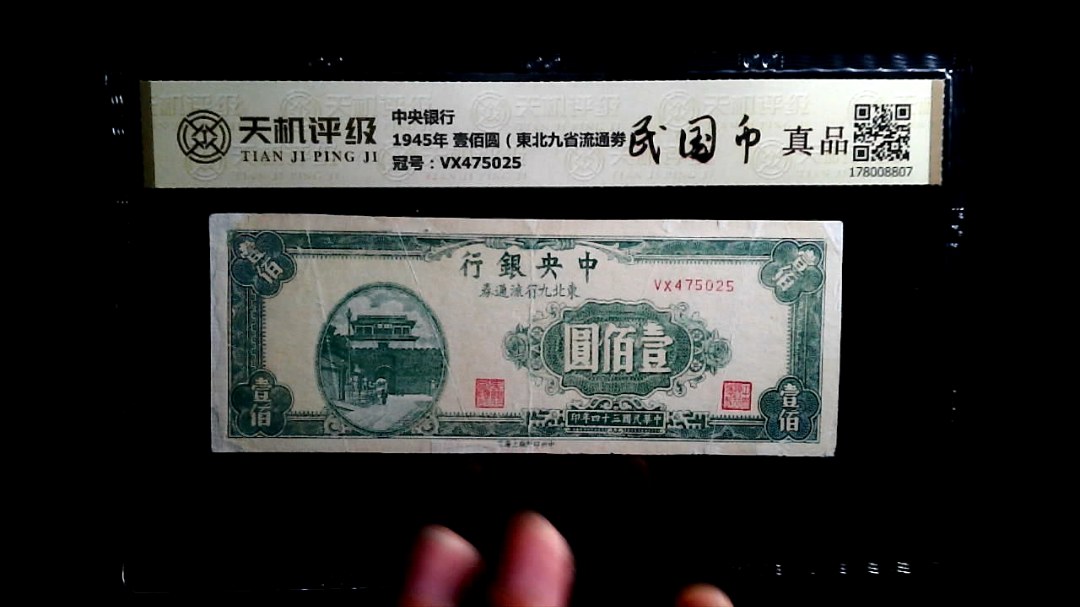 天机评级
TIAN JI PING JI
中央银行
1945年 壹佰圆（東北九省流通券
冠号：VX475025
民国币
真品
178008807
壹佰
壹佰
行銀央中
券通流省九北東
VX475025
圓佰壹
壹佰
壹佰
印年四十三國民華中